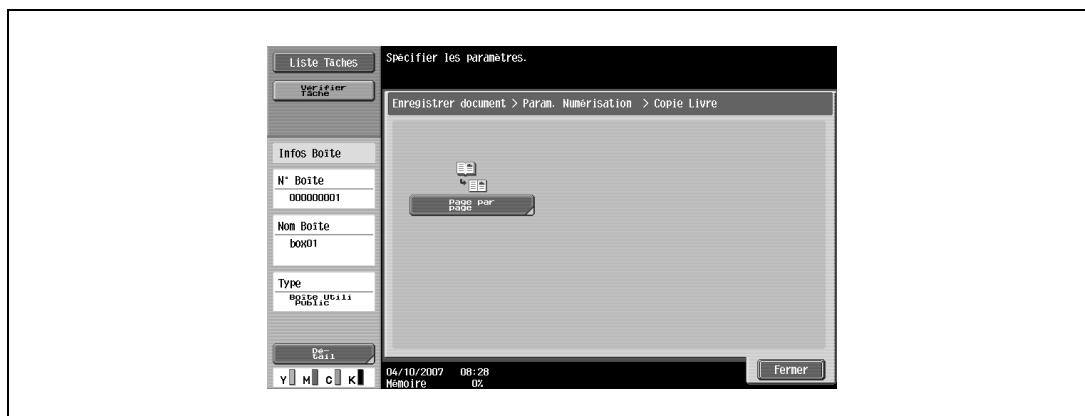 Liste Tâches
Spécifier les paramètres.
Vérifier
Tâche
Enregistrer document > Param. Numérisation > Copie Livre
Infos Boîte
N° Boîte
000000001
Page par
page
Nom Boîte
box01
Type
Boîte Utili
Public
Dé-
tail
Y M C K
04/10/2007 08:28
Mémoire 0%
Fermer